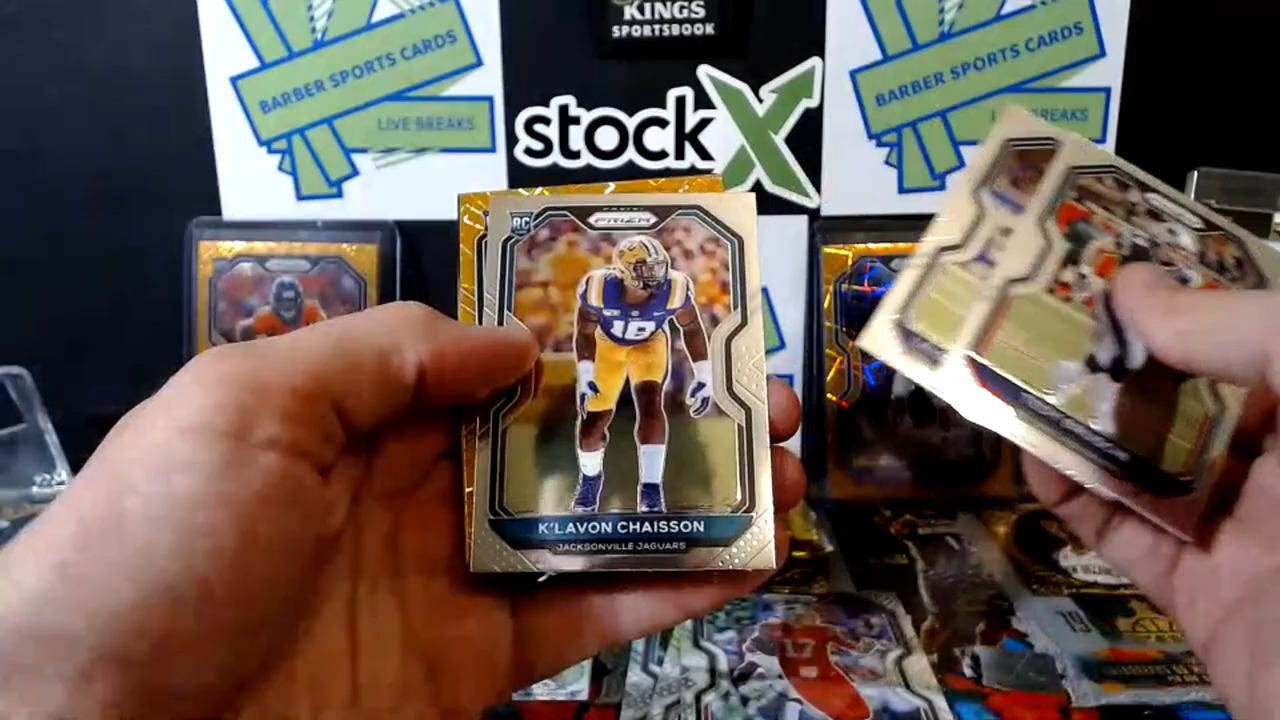 KINGS
SPORTSBOOK
BARBER SPORTS CARDS
LIVE BREAKS
stockX
BARBER SPORTS CARDS
LIVE BREAKS
RC
PRIZM
18
K'LAVON CHAISSON
JACKSONVILLE JAGUARS
17